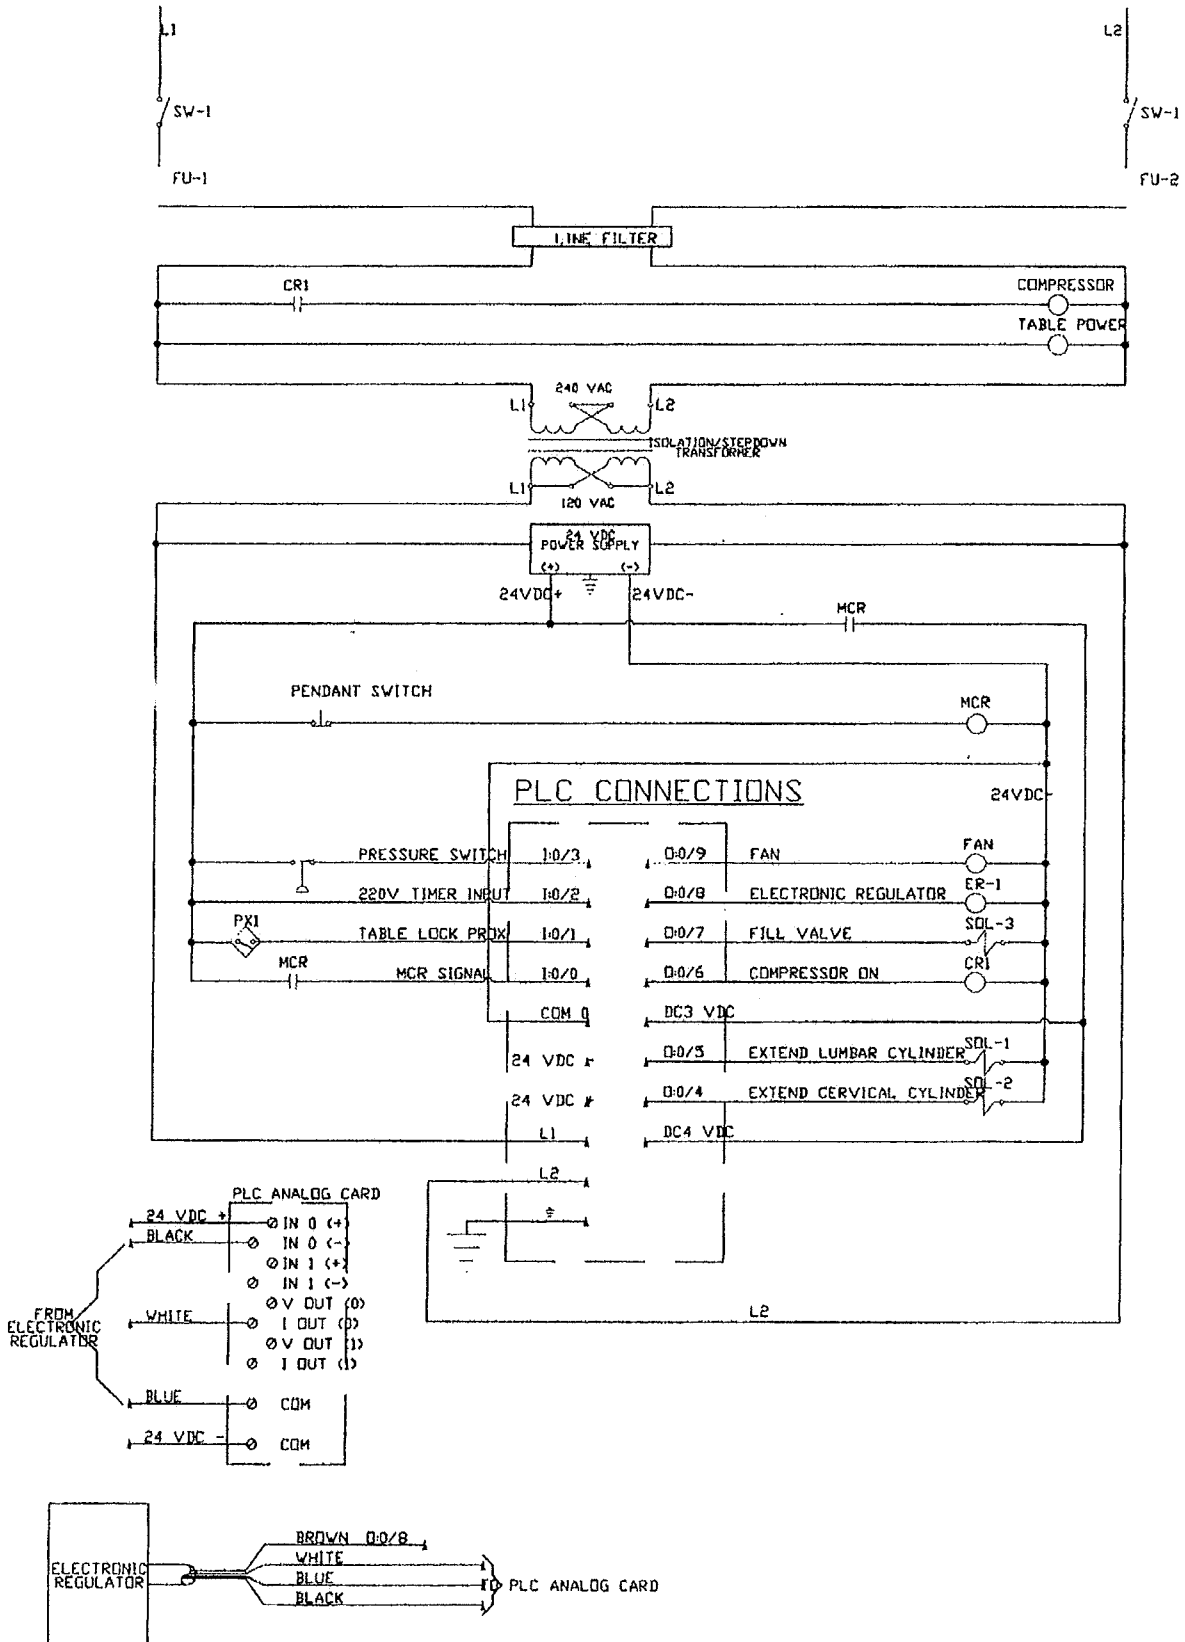 L1
L2
SW-1
SW-1
FU-1
FU-2
LINE FILTER
CR1
COMPRESSOR
TABLE POWER
240 VAC
L1
L2
ISOLATION/STEPDOWN
TRANSFORMER
L1
L2
120 VAC
24 VDC
POWER SUPPLY
(+)
(-)
24VDC+
24VDC-
MCR
PENDANT SWITCH
MCR
PLC CONNECTIONS
24VDC-
PRESSURE SWITCH
I:0/3
O:0/9
FAN
FAN
220V TIMER INPUT
I:0/2
O:0/8
ELECTRONIC REGULATOR
ER-1
PX1
TABLE LOCK PROX
I:0/1
O:0/7
FILL VALVE
SOL-3
MCR
MCR SIGNAL
I:0/0
O:0/6
COMPRESSOR ON
CR1
COM 0
DC3 VDC
24 VDC
O:0/5
EXTEND LUMBAR CYLINDER
SOL-1
24 VDC
O:0/4
EXTEND CERVICAL CYLINDER
SOL-2
L1
DC4 VDC
L2
L2
PLC ANALOG CARD
24 VDC +
IN 0 (+)
BLACK
IN 0 (-)
IN 1 (+)
IN 1 (-)
V OUT (0)
FROM
ELECTRONIC
REGULATOR
WHITE
I OUT (0)
V OUT (1)
I OUT (1)
BLUE
COM
24 VDC -
COM
ELECTRONIC
REGULATOR
BROWN O:0/8
WHITE
BLUE
BLACK
TO PLC ANALOG CARD